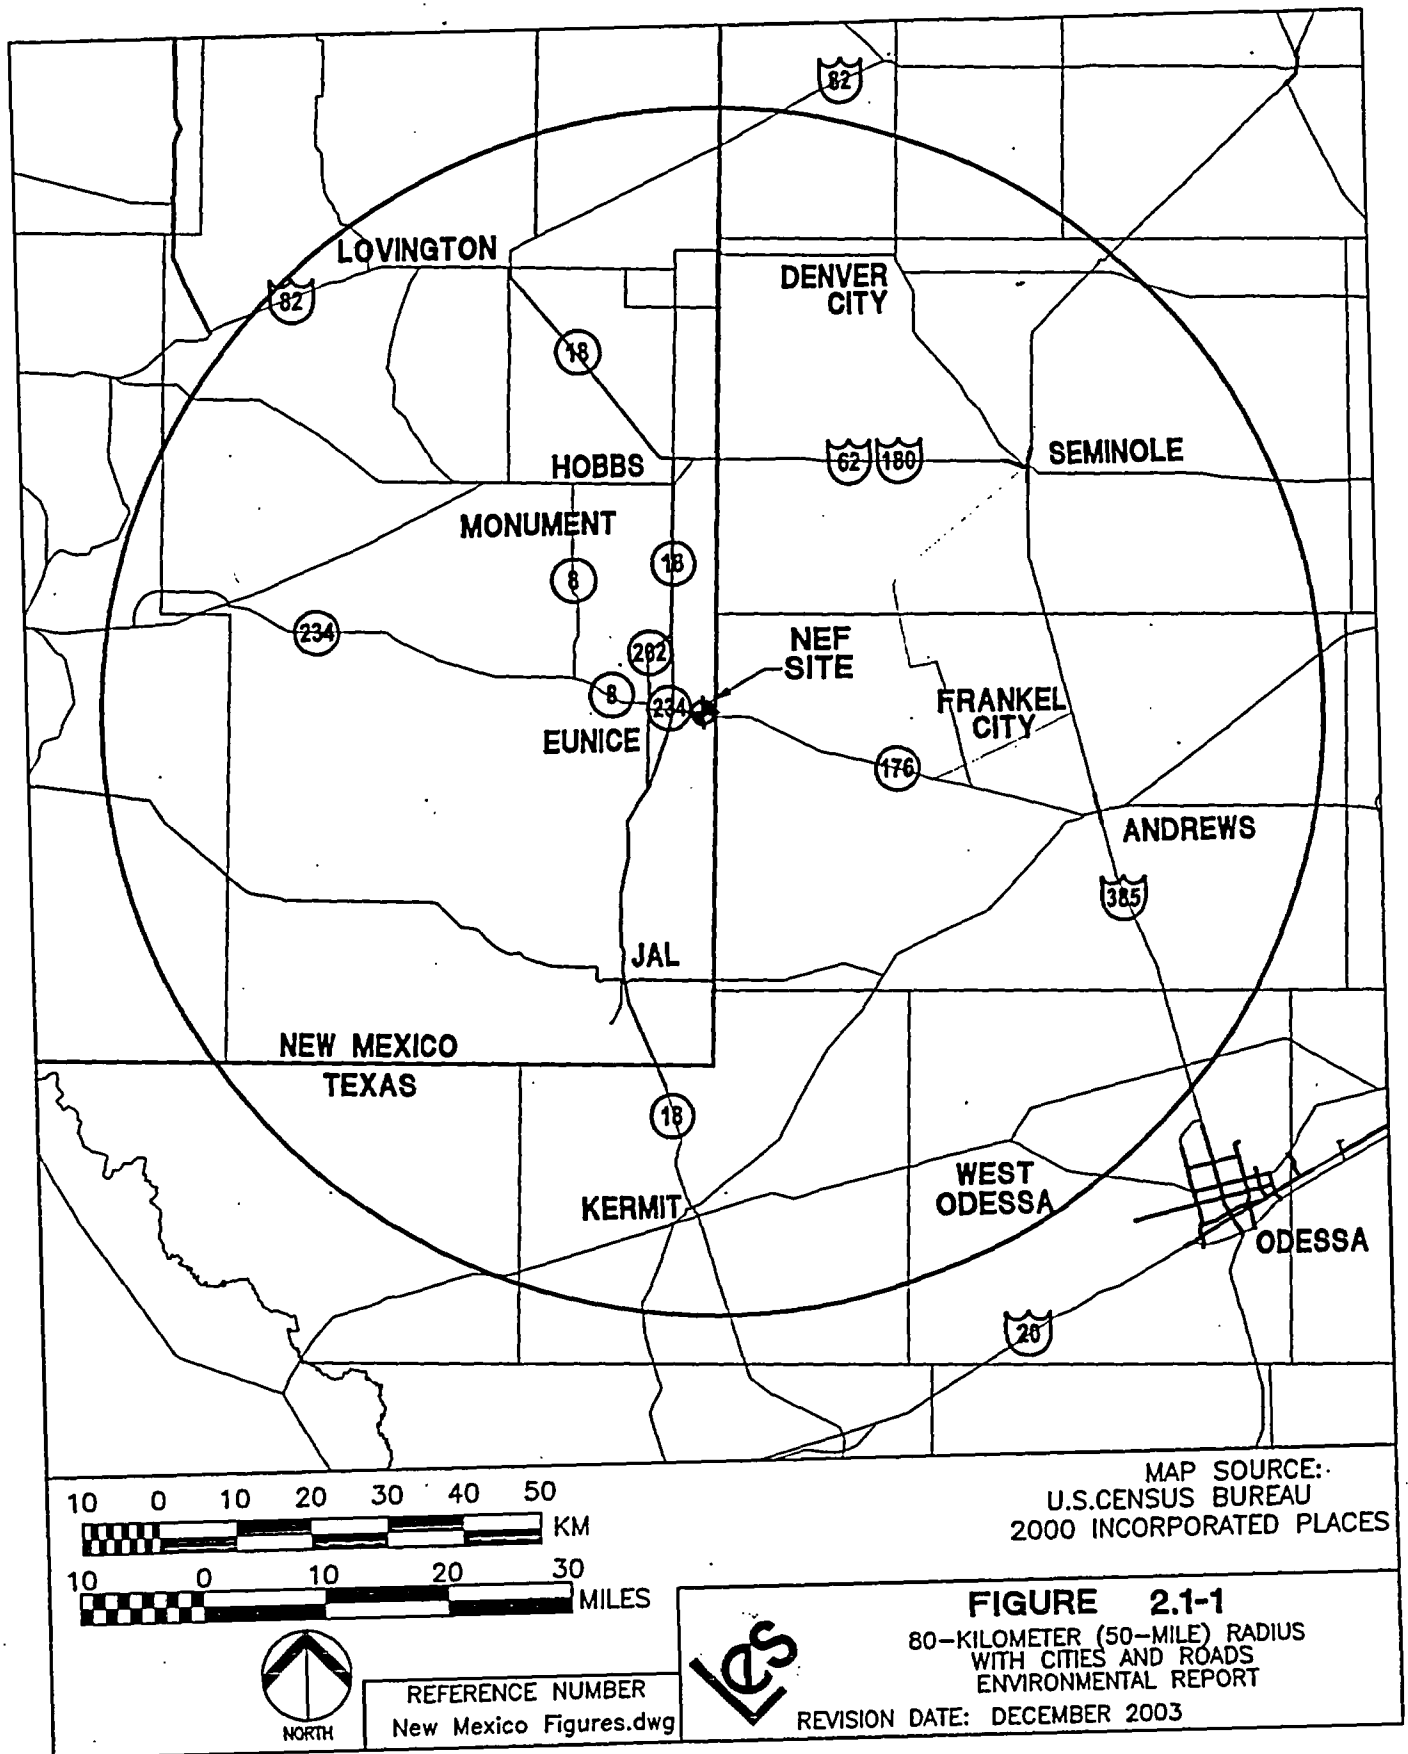 82
LOVINGTON
82
DENVER
CITY
18
HOBBS
62
180
SEMINOLE
MONUMENT
18
8
234
262
NEF
SITE
8
234
FRANKEL
CITY
EUNICE
176
ANDREWS
385
JAL
NEW MEXICO
TEXAS
18
WEST
ODESSA
KERMIT
ODESSA
20
10 0 10 20 30 40 50
KM
10 0 10 20 30
MILES
NORTH
REFERENCE NUMBER
New Mexico Figures.dwg
MAP SOURCE:
U.S.CENSUS BUREAU
2000 INCORPORATED PLACES
Les
FIGURE 2.1-1
80-KILOMETER (50-MILE) RADIUS
WITH CITIES AND ROADS
ENVIRONMENTAL REPORT
REVISION DATE: DECEMBER 2003